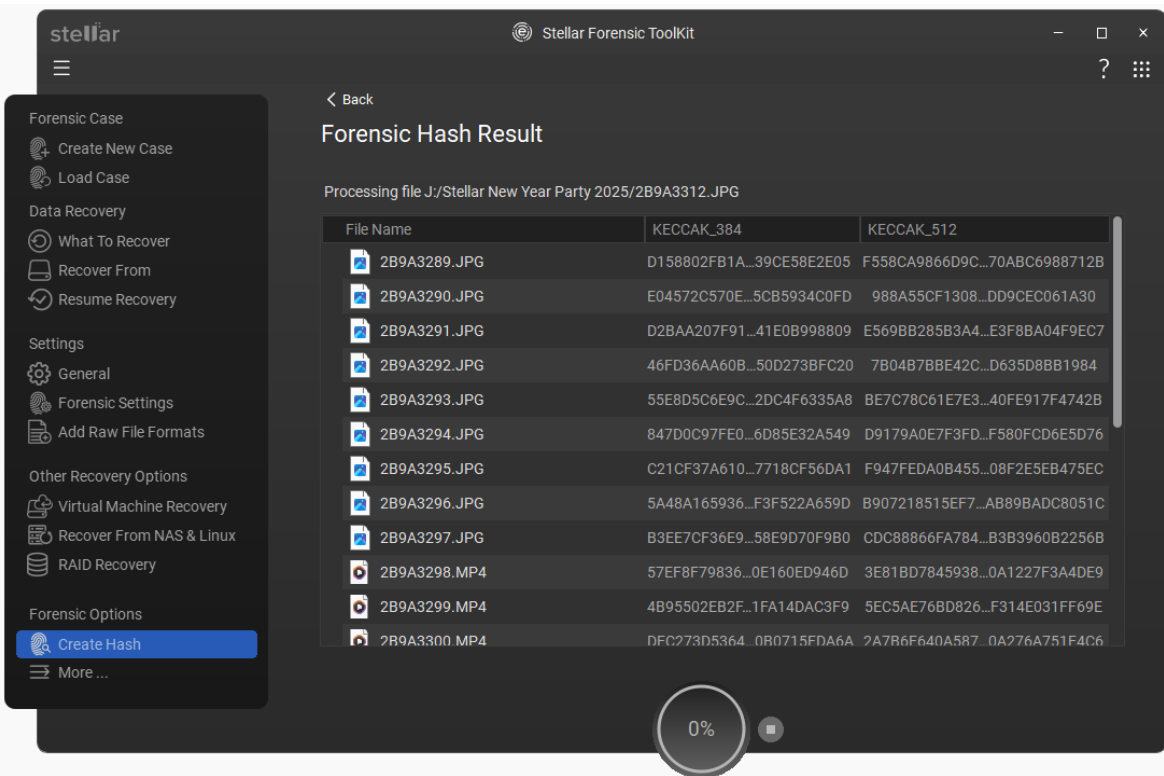 stellar
Stellar Forensic ToolKit
?
Forensic Case
Create New Case
Load Case
Data Recovery
What To Recover
Recover From
Resume Recovery
Settings
General
Forensic Settings
Add Raw File Formats
Other Recovery Options
Virtual Machine Recovery
Recover From NAS & Linux
RAID Recovery
Forensic Options
Create Hash
More ...
Back
Forensic Hash Result
Processing file J:/Stellar New Year Party 2025/2B9A3312.JPG
File Name KECCAK_384 KECCAK_512
2B9A3289.JPG D158802FB1A...39CE58E2E05 F558CA9866D9C...70ABC6988712B
2B9A3290.JPG E04572C570E...5CB5934C0FD 988A55CF1308...DD9CEC061A30
2B9A3291.JPG D2BAA207F91...41E0B998809 E569BB285B3A4...E3F8BA04F9EC7
2B9A3292.JPG 46FD36AA60B...50D273BFC20 7B04B7BBE42C...D635D8BB1984
2B9A3293.JPG 55E8D5C6E9C...2DC4F6335A8 BE7C78C61E7E3...40FE917F4742B
2B9A3294.JPG 847D0C97FE0...6D85E32A549 D9179A0E7F3FD...F580FCD6E5D76
2B9A3295.JPG C21CF37A610...7718CF56DA1 F947FEDA0B455...08F2E5EB475EC
2B9A3296.JPG 5A48A165936...F3F522A659D B907218515EF7...AB89BADC8051C
2B9A3297.JPG B3EE7CF36E9...58E9D70F9B0 CDC88866FA784...B3B3960B2256B
2B9A3298.MP4 57EF8F79836...0E160ED946D 3E81BD7845938...0A1227F3A4DE9
2B9A3299.MP4 4B95502EB2F...1FA14DAC3F9 5EC5AE76BD826...F314E031FF69E
2B9A3300.MP4
0%